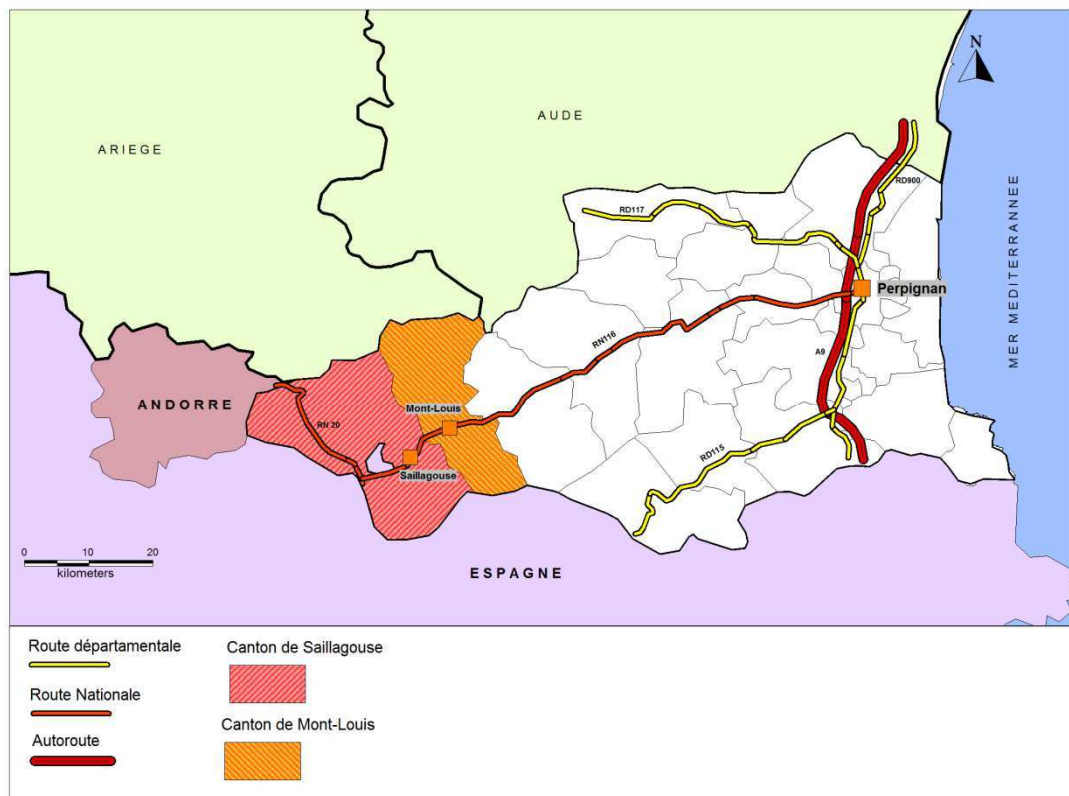 N
AUDE
ARIEGE
RD900
RD117
MER MEDITERRANNEE
Perpignan
RN116
A9
ANDORRE
Mont-Louis
RN 20
RD115
Saillagouse
0 10 20
kilometers
ESPAGNE
Route départementale
Canton de Saillagouse
Route Nationale
Canton de Mont-Louis
Autoroute